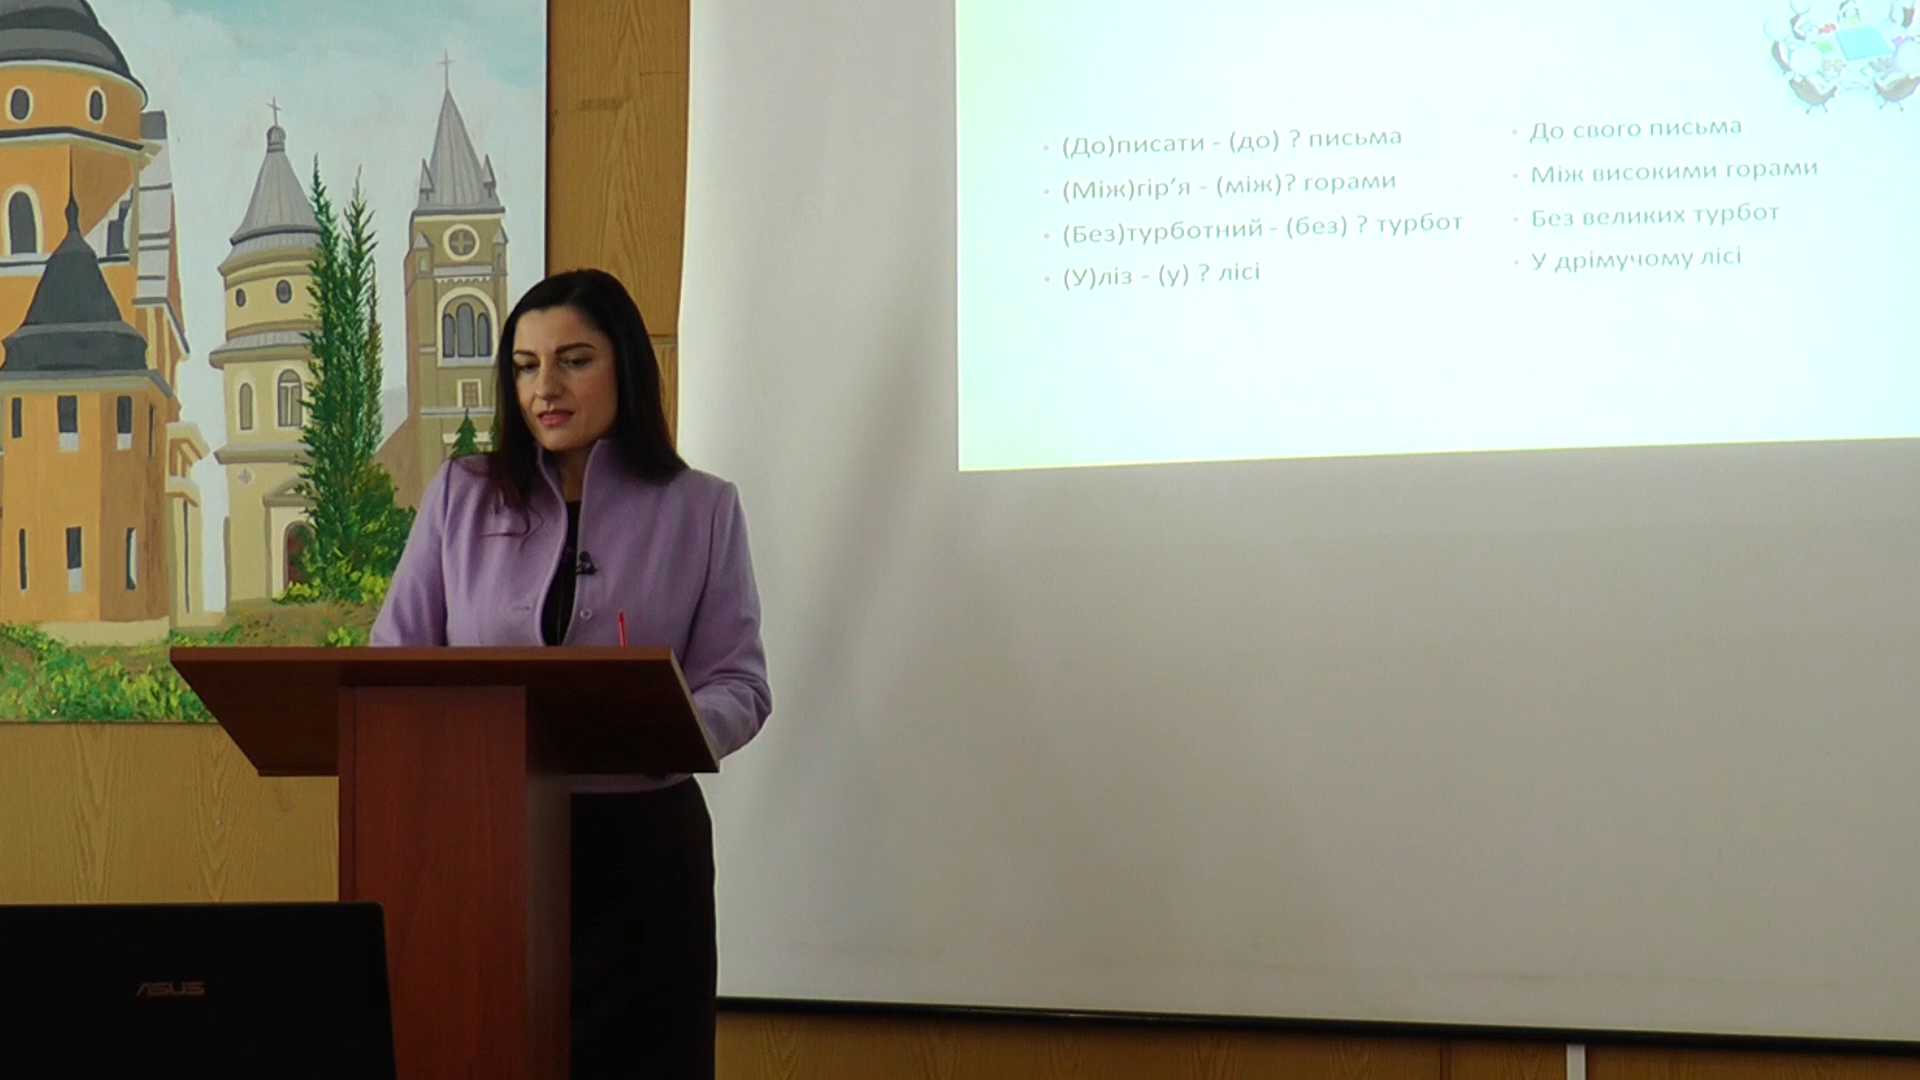 (До)писати - (до) ? письма
(Між)гір’я - (між)? горами
(Без)турботний - (без) ? турбот
(У)ліз - (у) ? лісі
До свого письма
Між високими горами
Без великих турбот
У дрімучому лісі
ASUS